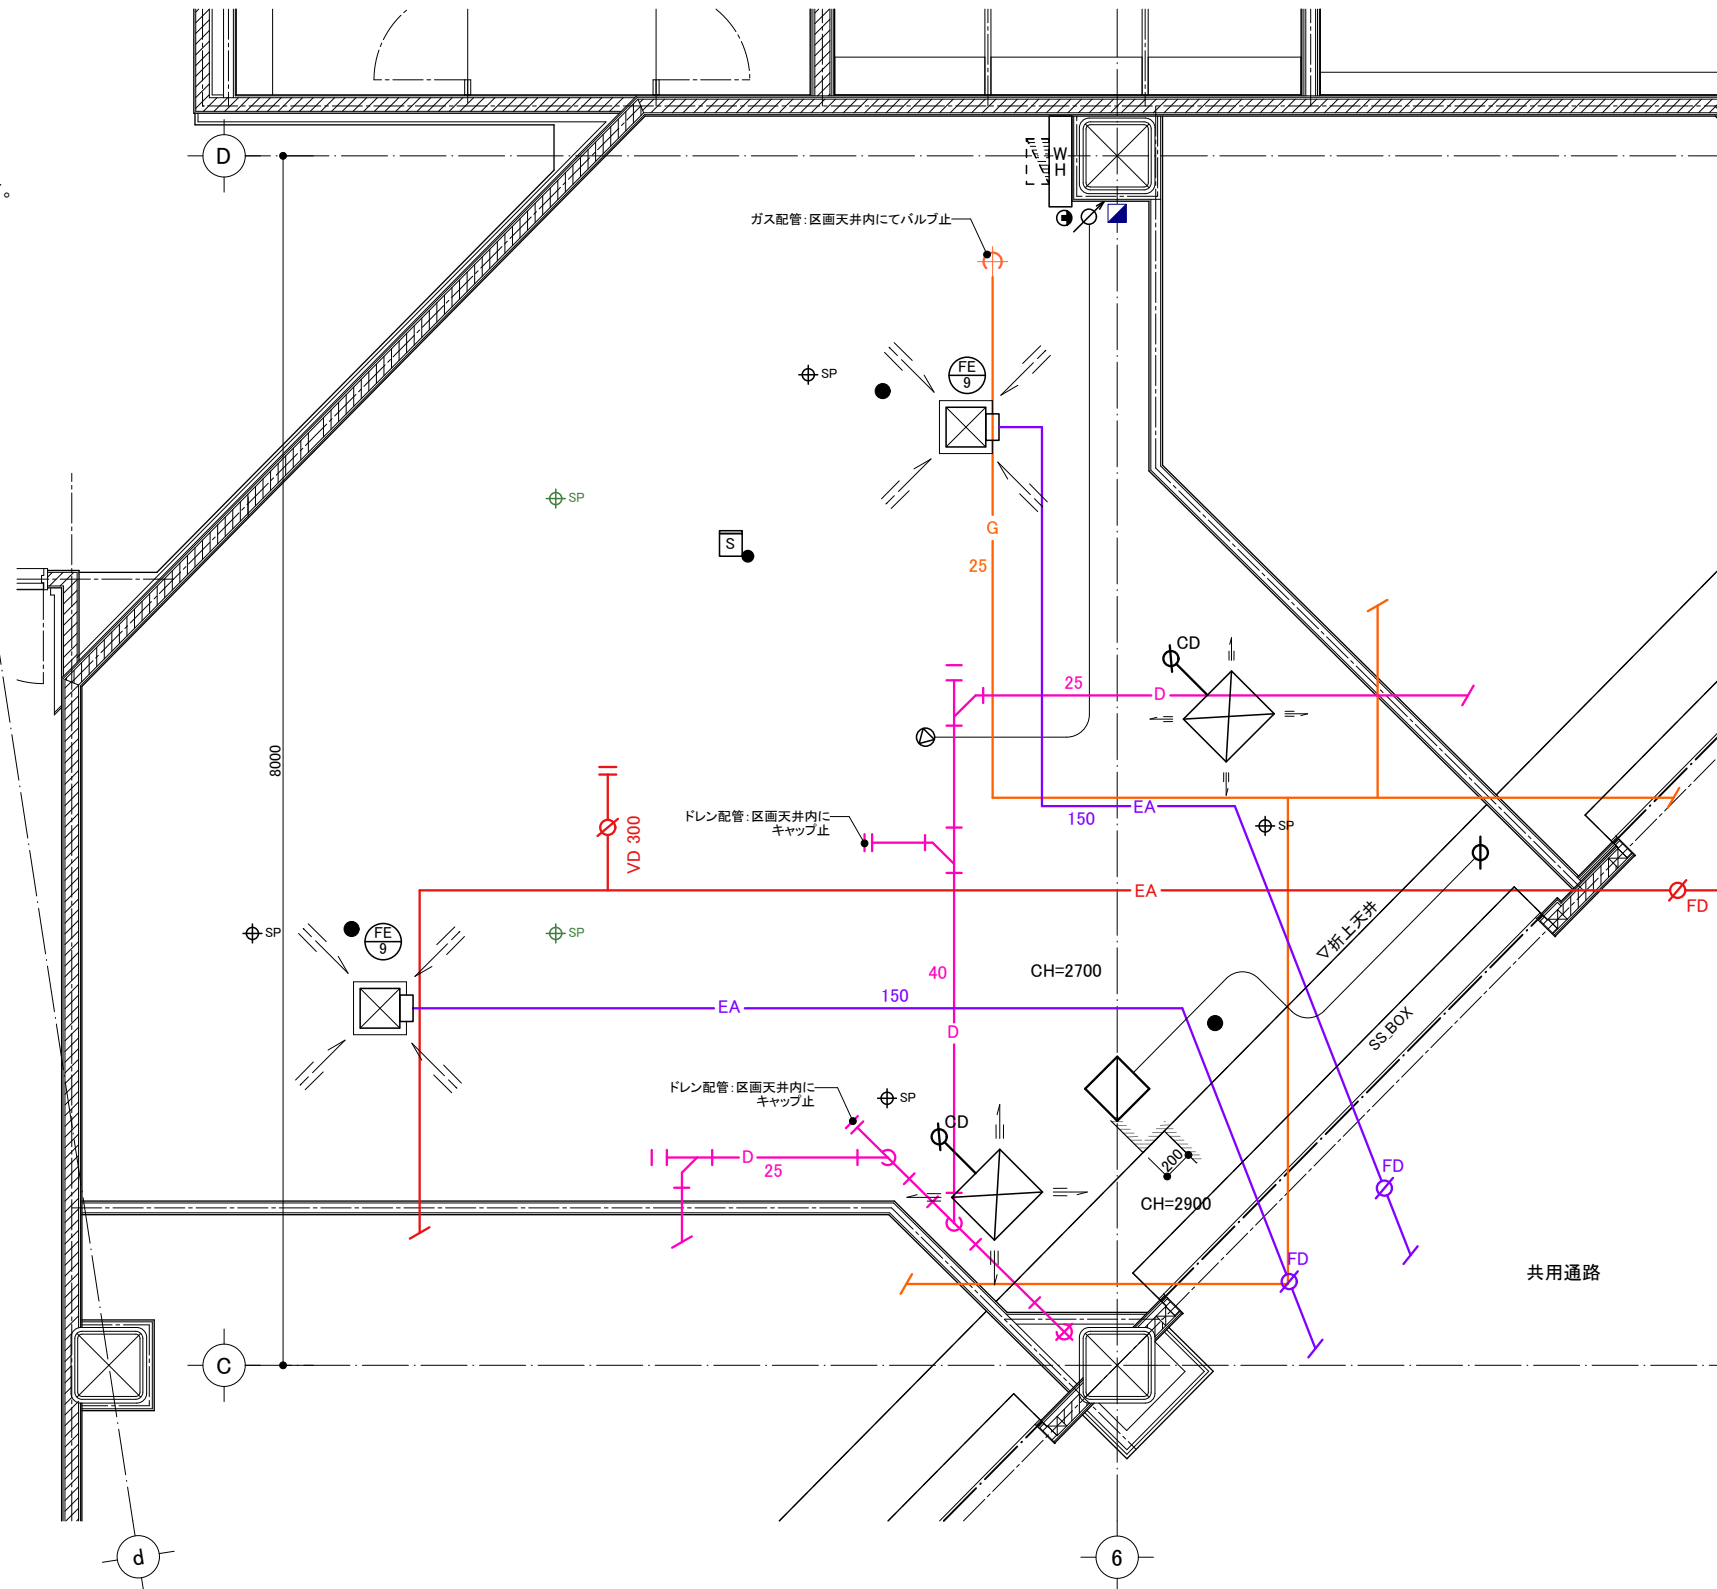 D
。
W
H
ガス配管：区画天井内にてバルブ止
SP
FE
9
SP
G
S
25
CD
25
D
8000
EA
150
ドレン配管：区画天井内に
キャップ止
VD 300
SP
EA
FD
▽折上天井
SP
FE
9
SP
CH=2700
40
150
EA
D
SS.BOX
ドレン配管：区画天井内に
キャップ止
SP
CD
D
25
200
FD
CH=2900
FD
共用通路
C
d
6